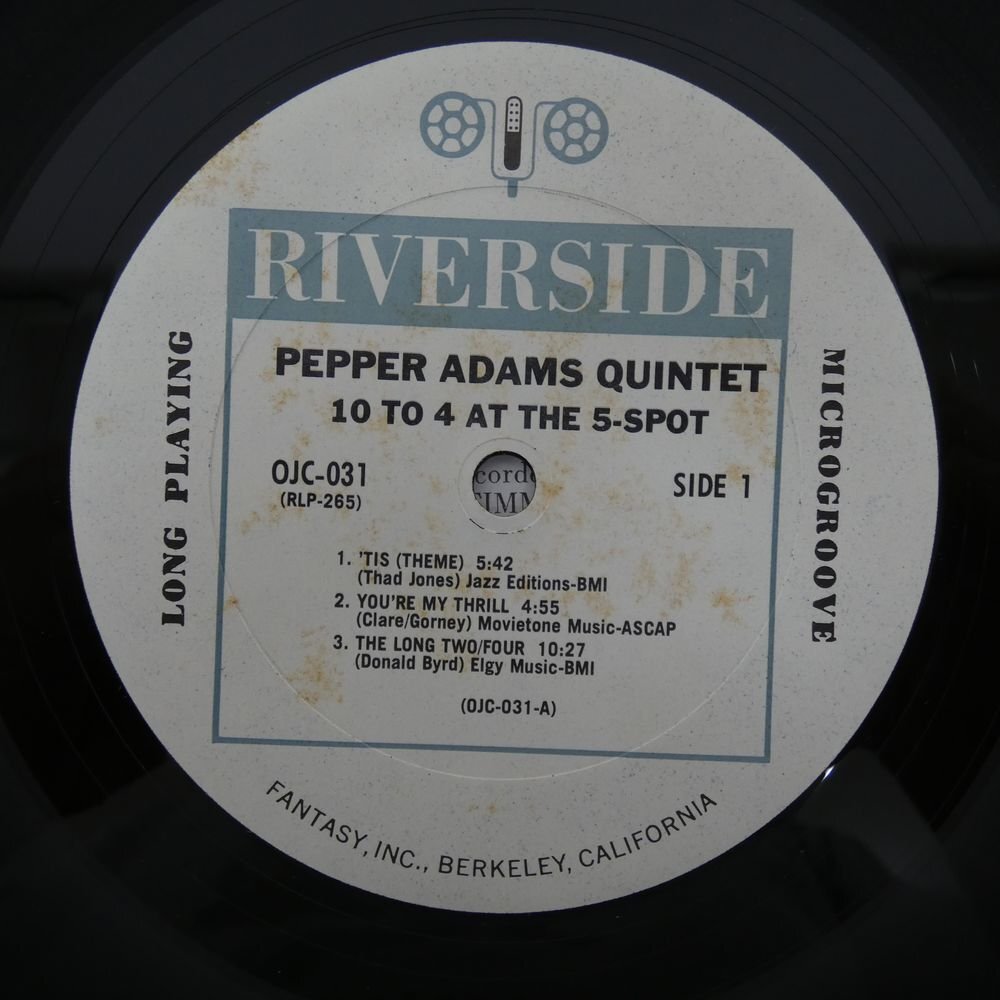 RIVERSIDE
PEPPER ADAMS QUINTET
10 TO 4 AT THE 5-SPOT
OJC-031
(RLP-265)
SIDE 1
LONG PLAYING
MICROGROOVE
1. 'TIS (THEME) 5:42
(Thad Jones) Jazz Editions-BMI
2. YOU'RE MY THRILL 4:55
(Clare/Gorney) Movietone Music-ASCAP
3. THE LONG TWO/FOUR 10:27
(Donald Byrd) Elgy Music-BMI
(OJC-031-A)
FANTASY, INC., BERKELEY, CALIFORNIA